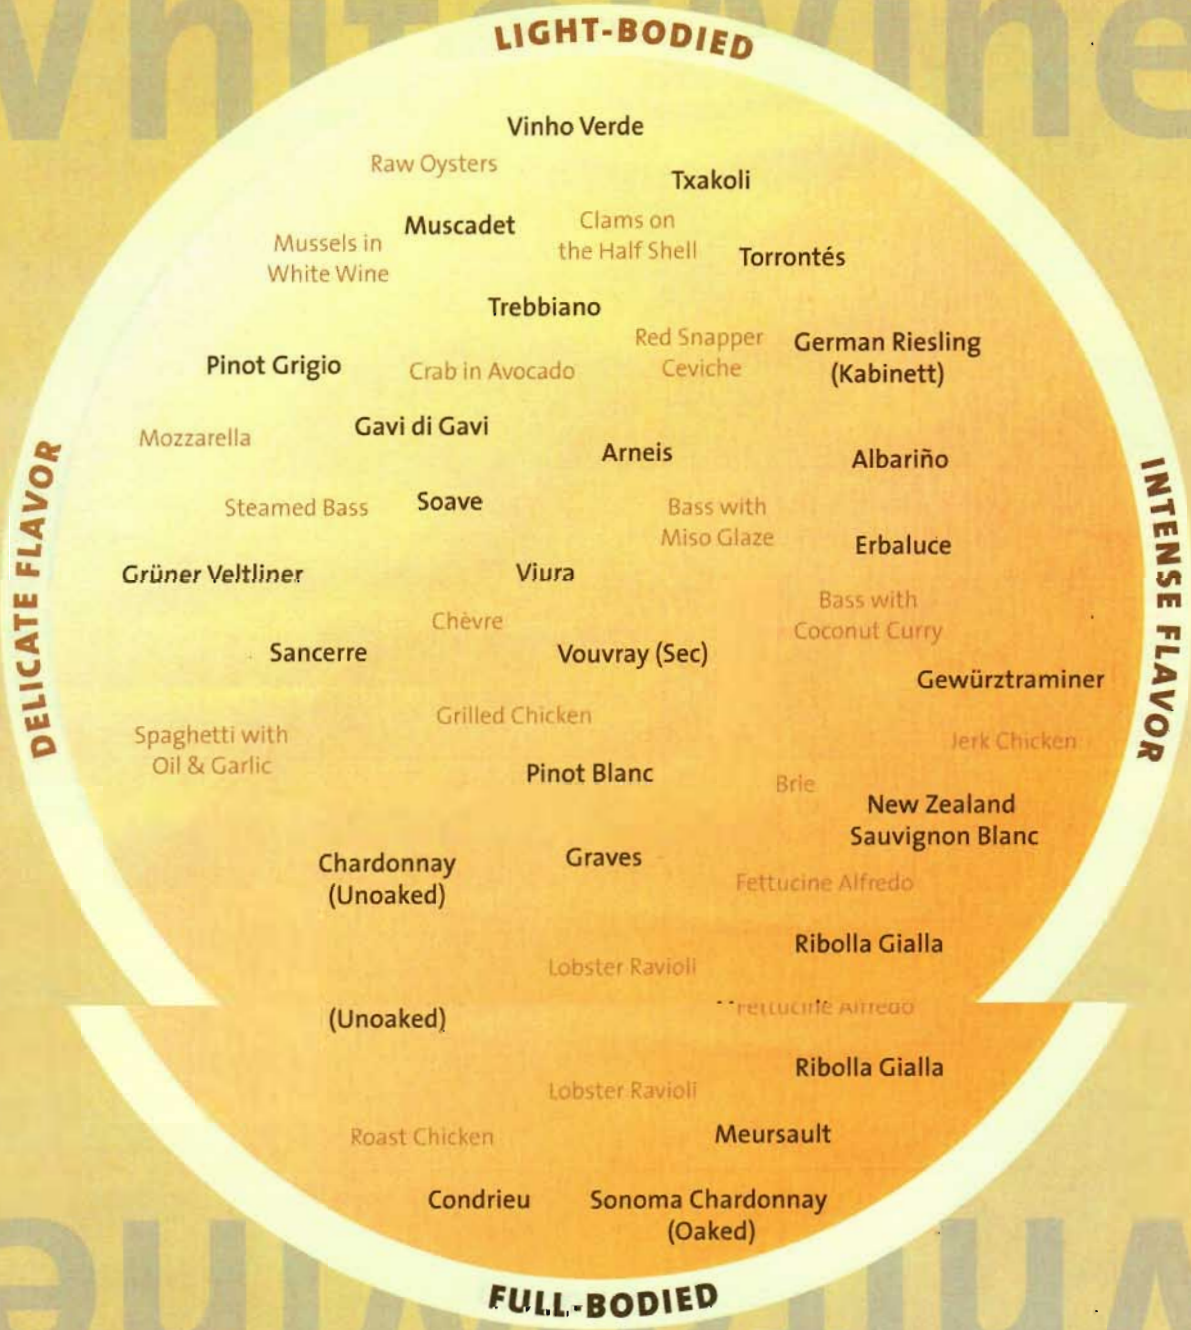 White Wine
LIGHT-BODIED
Vinho Verde
Raw Oysters
Txakoli
Muscadet
Clams on
the Half Shell
Mussels in
White Wine
Torrontés
Trebbiano
Red Snapper
Ceviche
German Riesling
(Kabinett)
Pinot Grigio
Crab in Avocado
Mozzarella
Gavi di Gavi
Arneis
Albariño
DELICATE FLAVOR
INTENSE FLAVOR
Steamed Bass
Soave
Bass with
Miso Glaze
Erbaluce
Grüner Veltliner
Viura
Bass with
Coconut Curry
Chèvre
Sancerre
Vouvray (Sec)
Gewürztraminer
Spaghetti with
Oil & Garlic
Grilled Chicken
Jerk Chicken
Pinot Blanc
Brie
New Zealand
Sauvignon Blanc
Chardonnay
(Unoaked)
Graves
Fettucine Alfredo
Ribolla Gialla
Lobster Ravioli
(Unoaked)
Fettucine Alfredo
Ribolla Gialla
Lobster Ravioli
Roast Chicken
Meursault
Condrieu
Sonoma Chardonnay
(Oaked)
FULL-BODIED